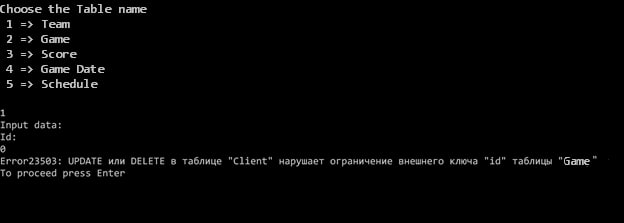 Choose the Table name
1 => Team
2 => Game
3 => Score
4 => Game Date
5 => Schedule
1
Input data:
Id:
0
Error23503: UPDATE или DELETE в таблице "Client" нарушает ограничение внешнего ключа "id" таблицы "Game"
To proceed press Enter